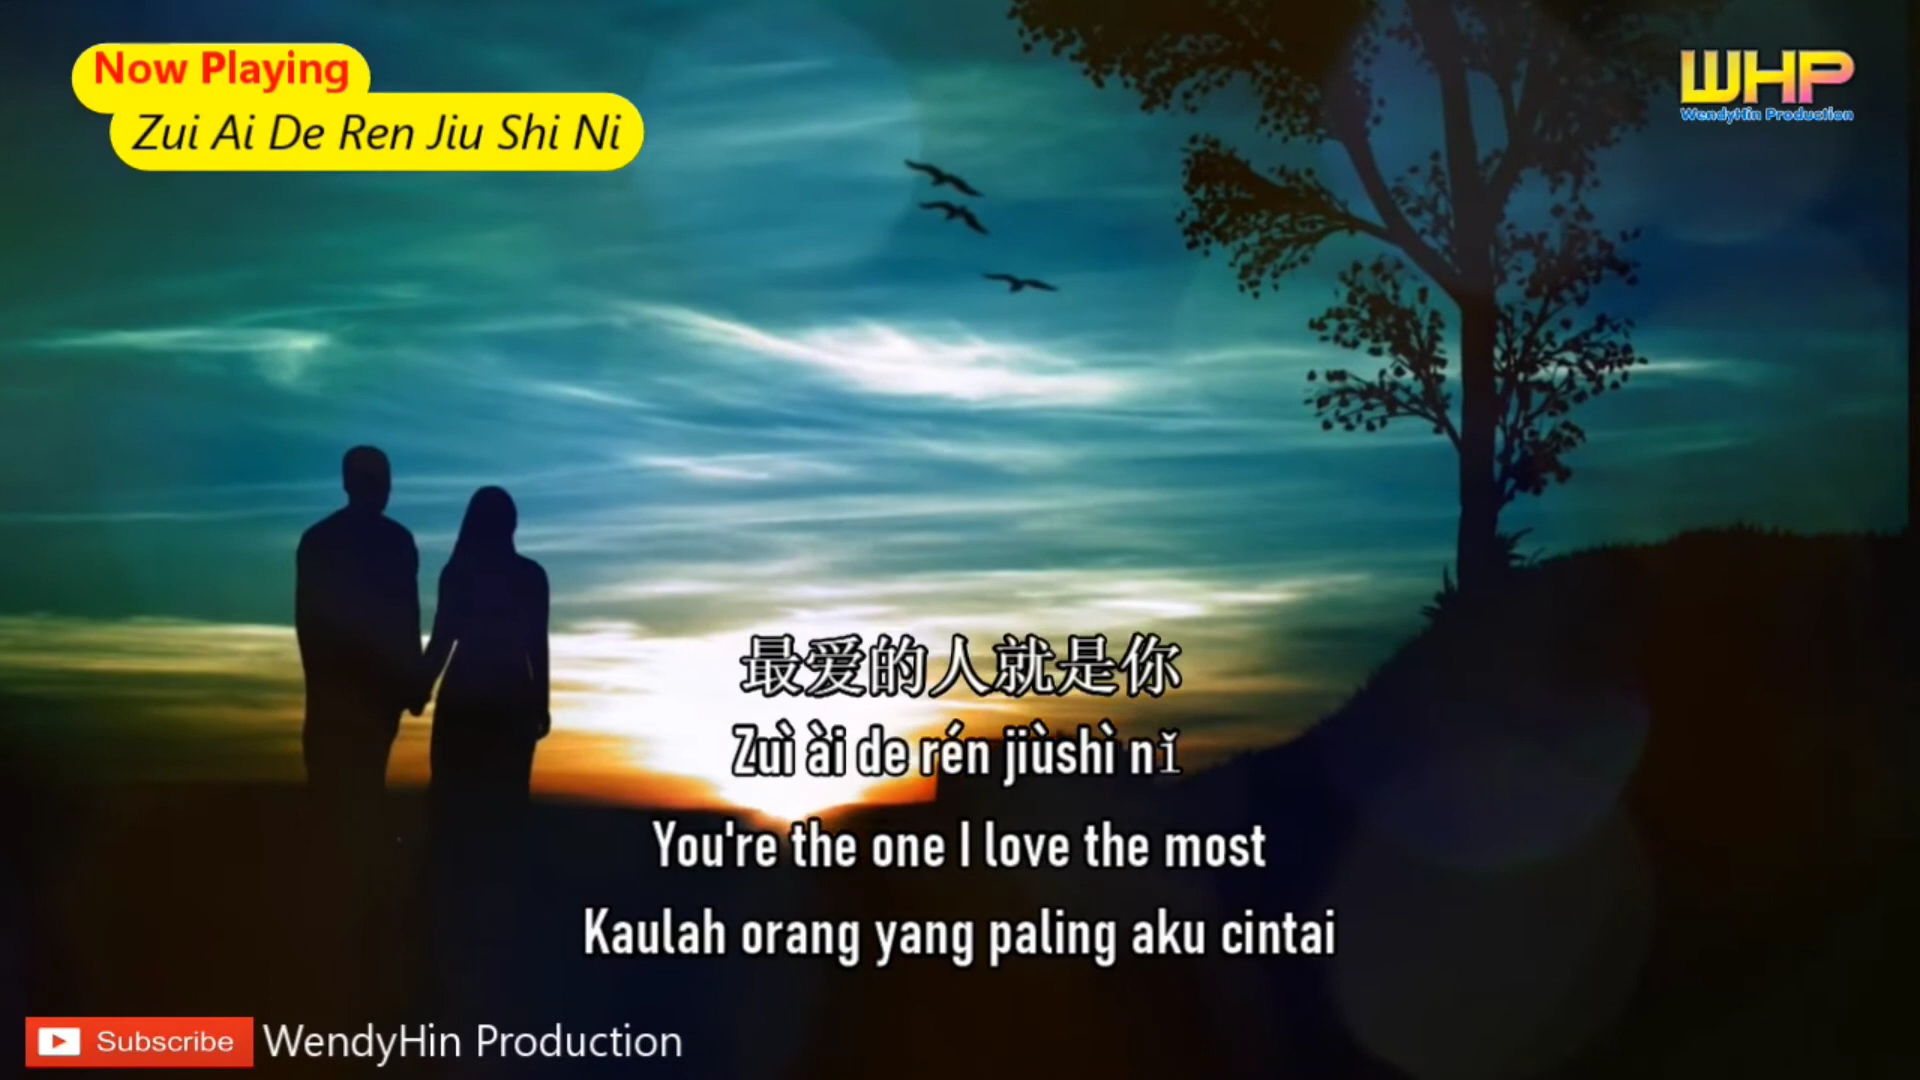 Now Playing
Zui Ai De Ren Jiu Shi Ni
WHP
WendyHin Production
最爱的人就是你
Zuì ài de rén jiùshì nǐ
You're the one I love the most
Kaulah orang yang paling aku cintai
Subscribe WendyHin Production